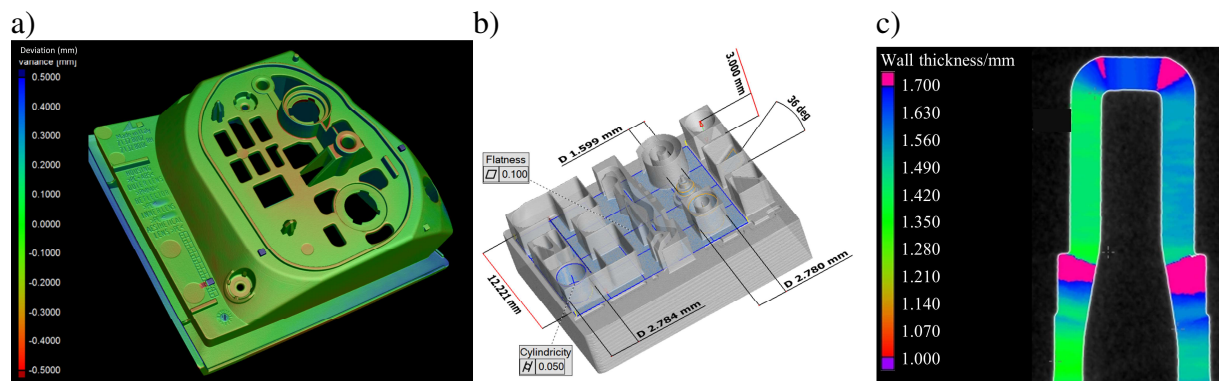 a)
Deviation (mm)
variance [mm]
0.5000
0.3000
0.2000
0.1000
0.0000
-0.1000
-0.2000
-0.3000
-0.4000
-0.5000
b)
3.000 mm
36 deg
D 1.599 mm
Flatness
0.100
12.221 mm
D 2.780 mm
D 2.784 mm
Cylindricity
0.050
c)
Wall thickness/mm
1.700
1.630
1.560
1.490
1.420
1.350
1.280
1.210
1.140
1.070
1.000